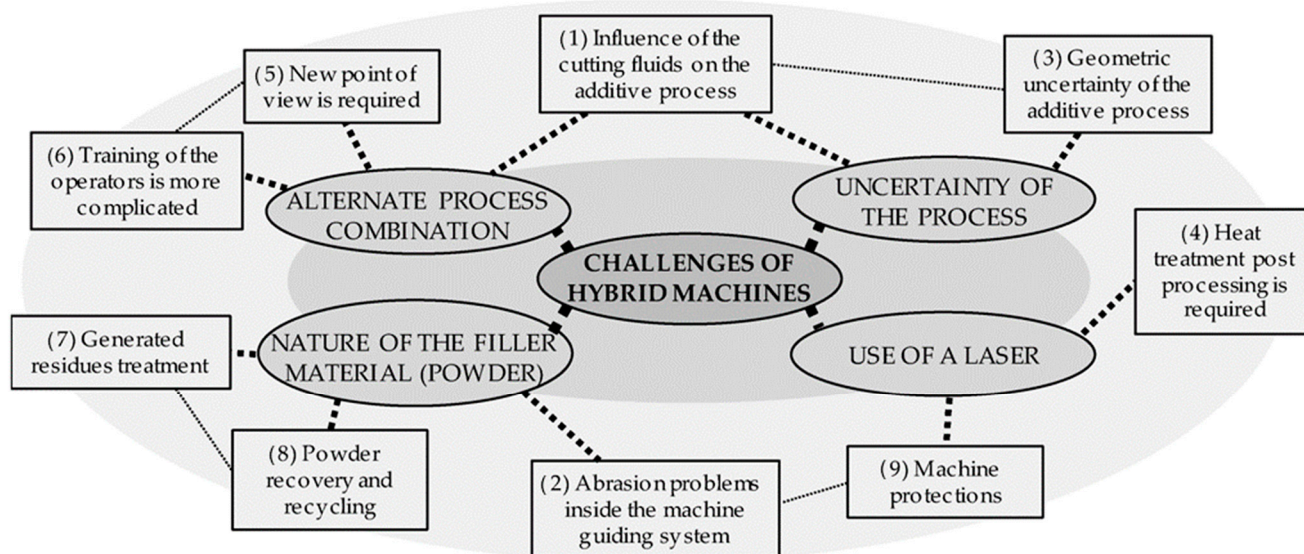 (1) Influence of the
cutting fluids on the
additive process
(5) New point of
view is required
(3) Geometric
uncertainty of the
additive process
(6) Training of the
operators is more
complicated
ALTERNATE PROCESS
COMBINATION
UNCERTAINTY OF
THE PROCESS
(4) Heat
treatment post
processing is
required
CHALLENGES OF
HYBRID MACHINES
(7) Generated
residues treatment
NATURE OF THE FILLER
MATERIAL (POWDER)
USE OF A LASER
(8) Powder
recovery and
recycling
(2) Abrasion problems
inside the machine
guiding system
(9) Machine
protections